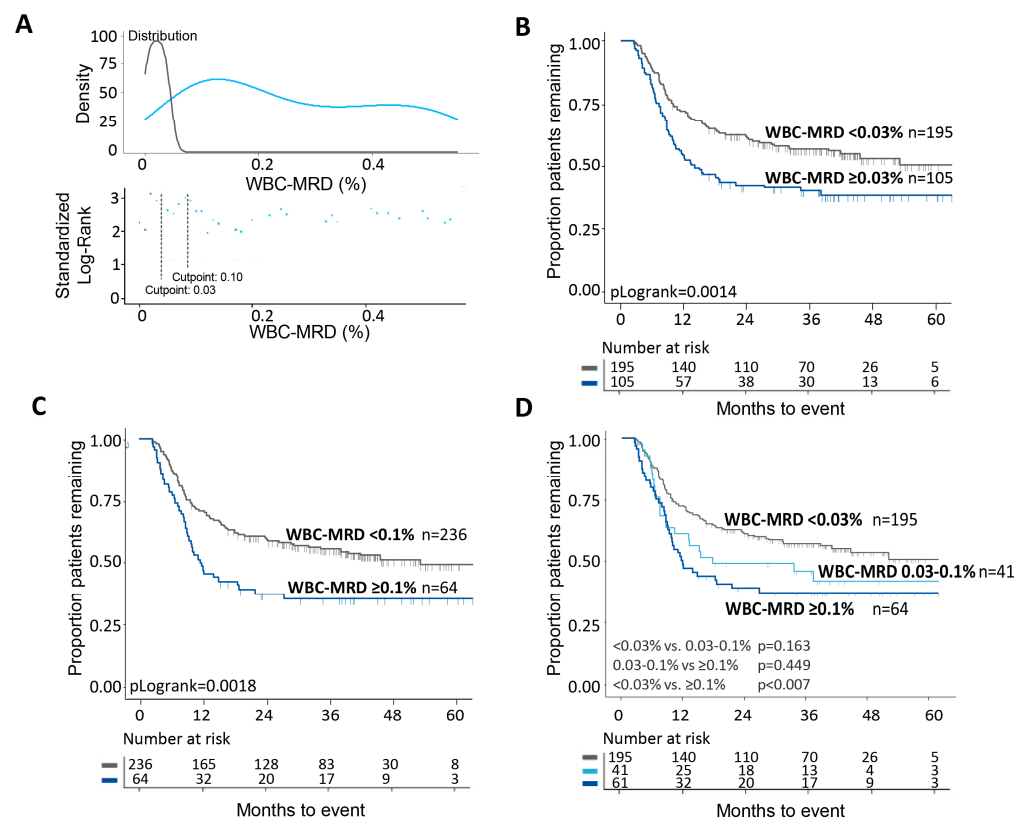 A
Distribution
100
75
50
25
0
Density
0 0.2 0.4
WBC-MRD (%)
3
2
1
0
Standardized
Log-Rank
Cutpoint: 0.10
Cutpoint: 0.03
0 0.2 0.4
WBC-MRD (%)
B
Proportion patients remaining
1.00
0.75
0.50
0.25
0.00
WBC-MRD <0.03% n=195
WBC-MRD ≥0.03% n=105
pLogrank=0.0014
0 12 24 36 48 60
Number at risk
195 140 110 70 26 5
105 57 38 30 13 6
Months to event
C
Proportion patients remaining
1.00
0.75
0.50
0.25
0.00
WBC-MRD <0.1% n=236
WBC-MRD ≥0.1% n=64
pLogrank=0.0018
0 12 24 36 48 60
Number at risk
236 165 128 83 30 8
64 32 20 17 9 3
Months to event
D
Proportion patients remaining
1.00
0.75
0.50
0.25
0.00
WBC-MRD <0.03% n=195
WBC-MRD 0.03-0.1% n=41
WBC-MRD ≥0.1% n=64
<0.03% vs. 0.03-0.1% p=0.163
0.03-0.1% vs ≥0.1% p=0.449
<0.03% vs. ≥0.1% p<0.007
0 12 24 36 48 60
Number at risk
195 140 110 70 26 5
41 25 18 13 4 3
61 32 20 17 9 3
Months to event